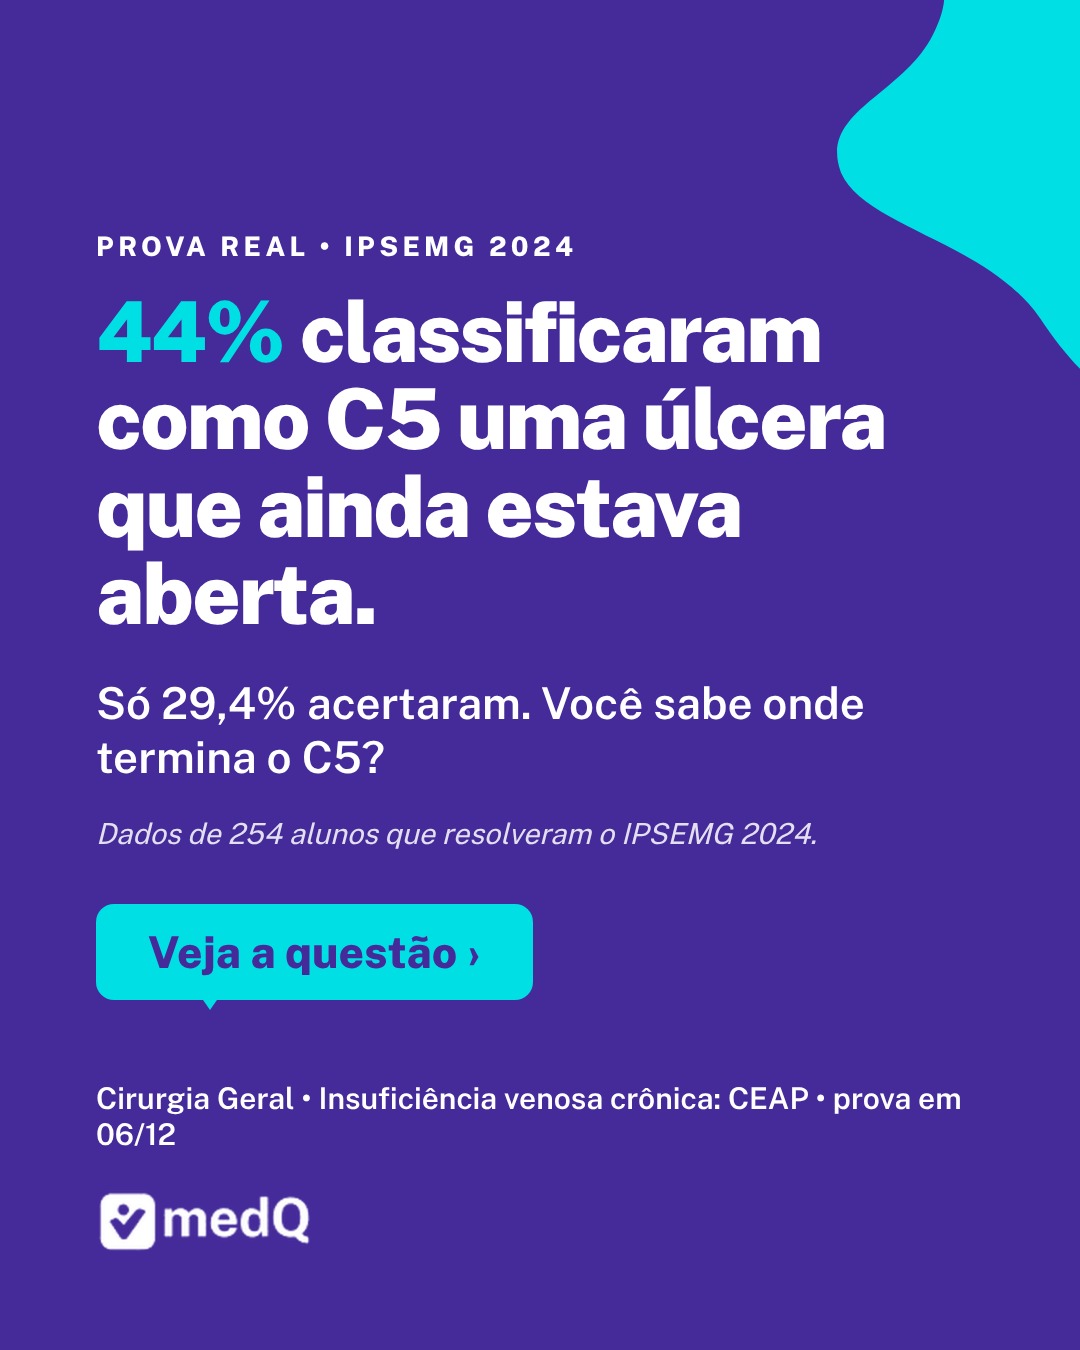 PROVA REAL • IPSEMG 2024
44% classificaram
como C5 uma úlcera
que ainda estava
aberta.
Só 29,4% acertaram. Você sabe onde
termina o C5?
Dados de 254 alunos que resolveram o IPSEMG 2024.
Veja a questão ›
Cirurgia Geral • Insuficiência venosa crônica: CEAP • prova em
06/12
medQ